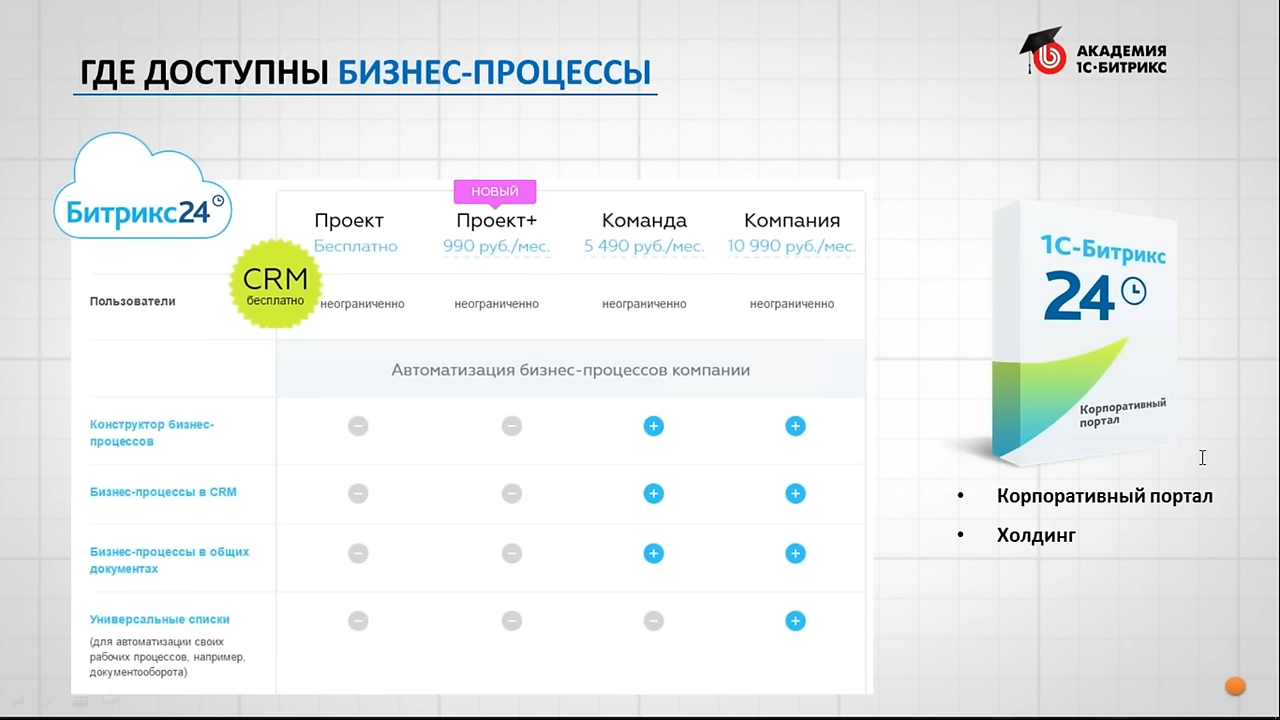 ГДЕ ДОСТУПНЫ БИЗНЕС-ПРОЦЕССЫ
АКАДЕМИЯ
1С·БИТРИКС
Битрикс24
НОВЫЙ
Проект
Проект+
Команда
Компания
Бесплатно
990 руб./мес.
5 490 руб./мес.
10 990 руб./мес.
CRM
бесплатно
Пользователи
неограниченно
неограниченно
неограниченно
неограниченно
Автоматизация бизнес-процессов компании
Конструктор бизнес-
процессов
Бизнес-процессы в CRM
Бизнес-процессы в общих
документах
Универсальные списки
(для автоматизации своих
рабочих процессов, например,
документооборота)
1С-Битрикс
24
Корпоративный
портал
• Корпоративный портал
• Холдинг